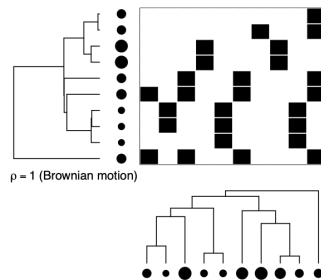 ρ = 1 (Brownian motion)